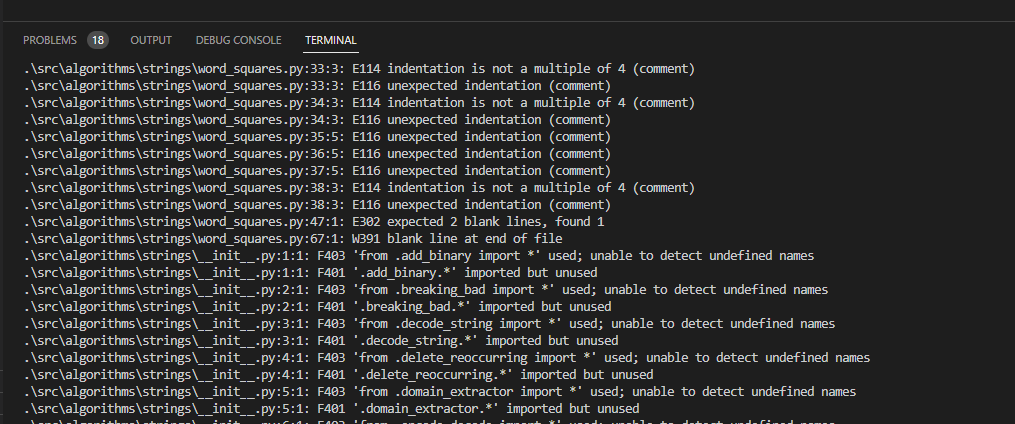 PROBLEMS 18 OUTPUT DEBUG CONSOLE TERMINAL
.\src\algorithms\strings\word_squares.py:33:3: E114 indentation is not a multiple of 4 (comment)
.\src\algorithms\strings\word_squares.py:33:3: E116 unexpected indentation (comment)
.\src\algorithms\strings\word_squares.py:34:3: E114 indentation is not a multiple of 4 (comment)
.\src\algorithms\strings\word_squares.py:34:3: E116 unexpected indentation (comment)
.\src\algorithms\strings\word_squares.py:35:5: E116 unexpected indentation (comment)
.\src\algorithms\strings\word_squares.py:36:5: E116 unexpected indentation (comment)
.\src\algorithms\strings\word_squares.py:37:5: E116 unexpected indentation (comment)
.\src\algorithms\strings\word_squares.py:38:3: E114 indentation is not a multiple of 4 (comment)
.\src\algorithms\strings\word_squares.py:38:3: E116 unexpected indentation (comment)
.\src\algorithms\strings\word_squares.py:47:1: E302 expected 2 blank lines, found 1
.\src\algorithms\strings\word_squares.py:67:1: W391 blank line at end of file
.\src\algorithms\strings\__init__.py:1:1: F403 'from .add_binary import *' used; unable to detect undefined names
.\src\algorithms\strings\__init__.py:1:1: F401 '.add_binary.*' imported but unused
.\src\algorithms\strings\__init__.py:2:1: F403 'from .breaking_bad import *' used; unable to detect undefined names
.\src\algorithms\strings\__init__.py:2:1: F401 '.breaking_bad.*' imported but unused
.\src\algorithms\strings\__init__.py:3:1: F403 'from .decode_string import *' used; unable to detect undefined names
.\src\algorithms\strings\__init__.py:3:1: F401 '.decode_string.*' imported but unused
.\src\algorithms\strings\__init__.py:4:1: F403 'from .delete_reoccurring import *' used; unable to detect undefined names
.\src\algorithms\strings\__init__.py:4:1: F401 '.delete_reoccurring.*' imported but unused
.\src\algorithms\strings\__init__.py:5:1: F403 'from .domain_extractor import *' used; unable to detect undefined names
.\src\algorithms\strings\__init__.py:5:1: F401 '.domain_extractor.*' imported but unused